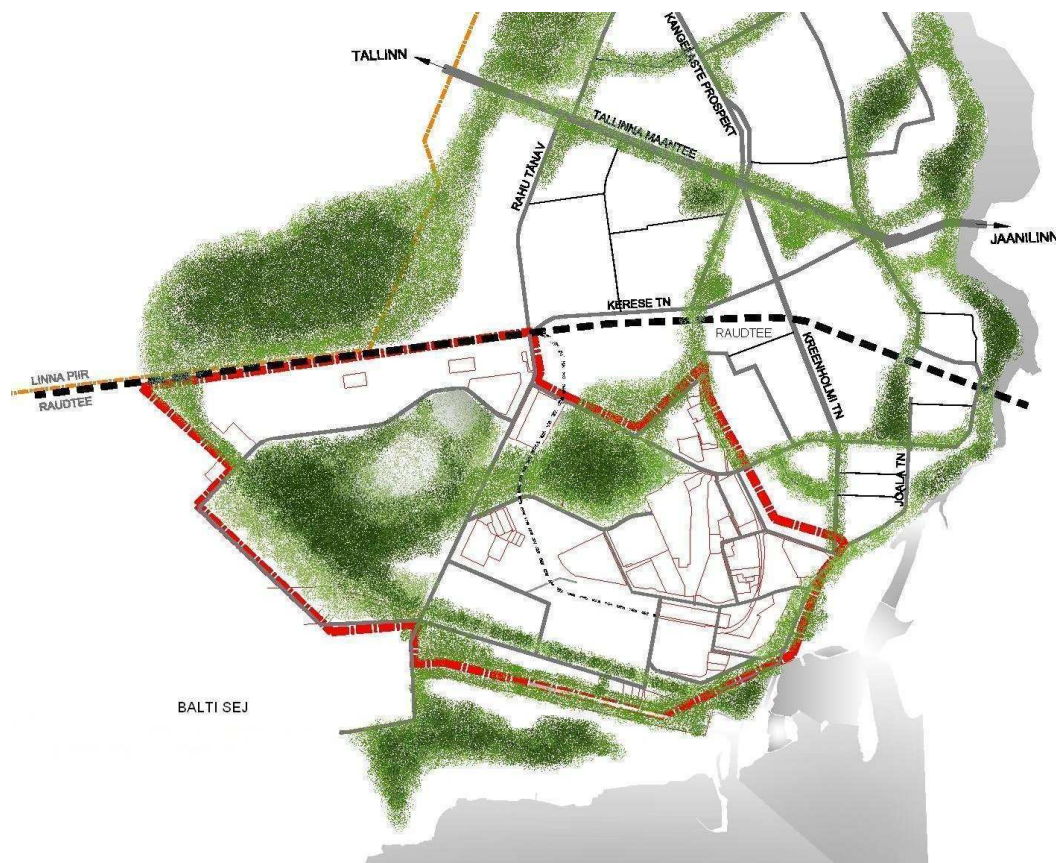 TALLINN
KANGELASTE PROSPEKT
TALLINNA MAANTEE
RAHU TÄNAV
JAANILINN
KERESE TN
RAUDTEE
KREENHOLMI TN
LINNA PIIR
RAUDTEE
JOALA TN
BALTI SEJ